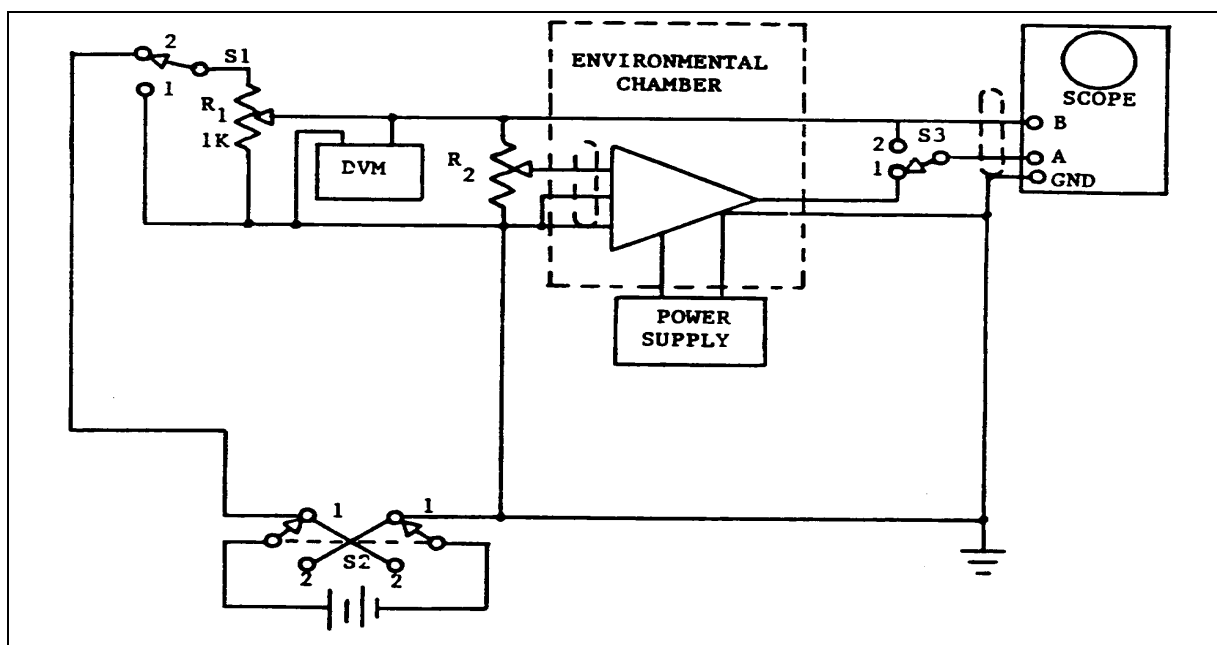 2
S1
1
R1
1K
DVM
R2
ENVIRONMENTAL
CHAMBER
POWER
SUPPLY
2
S3
1
SCOPE
B
A
GND
1
1
S2
2
2